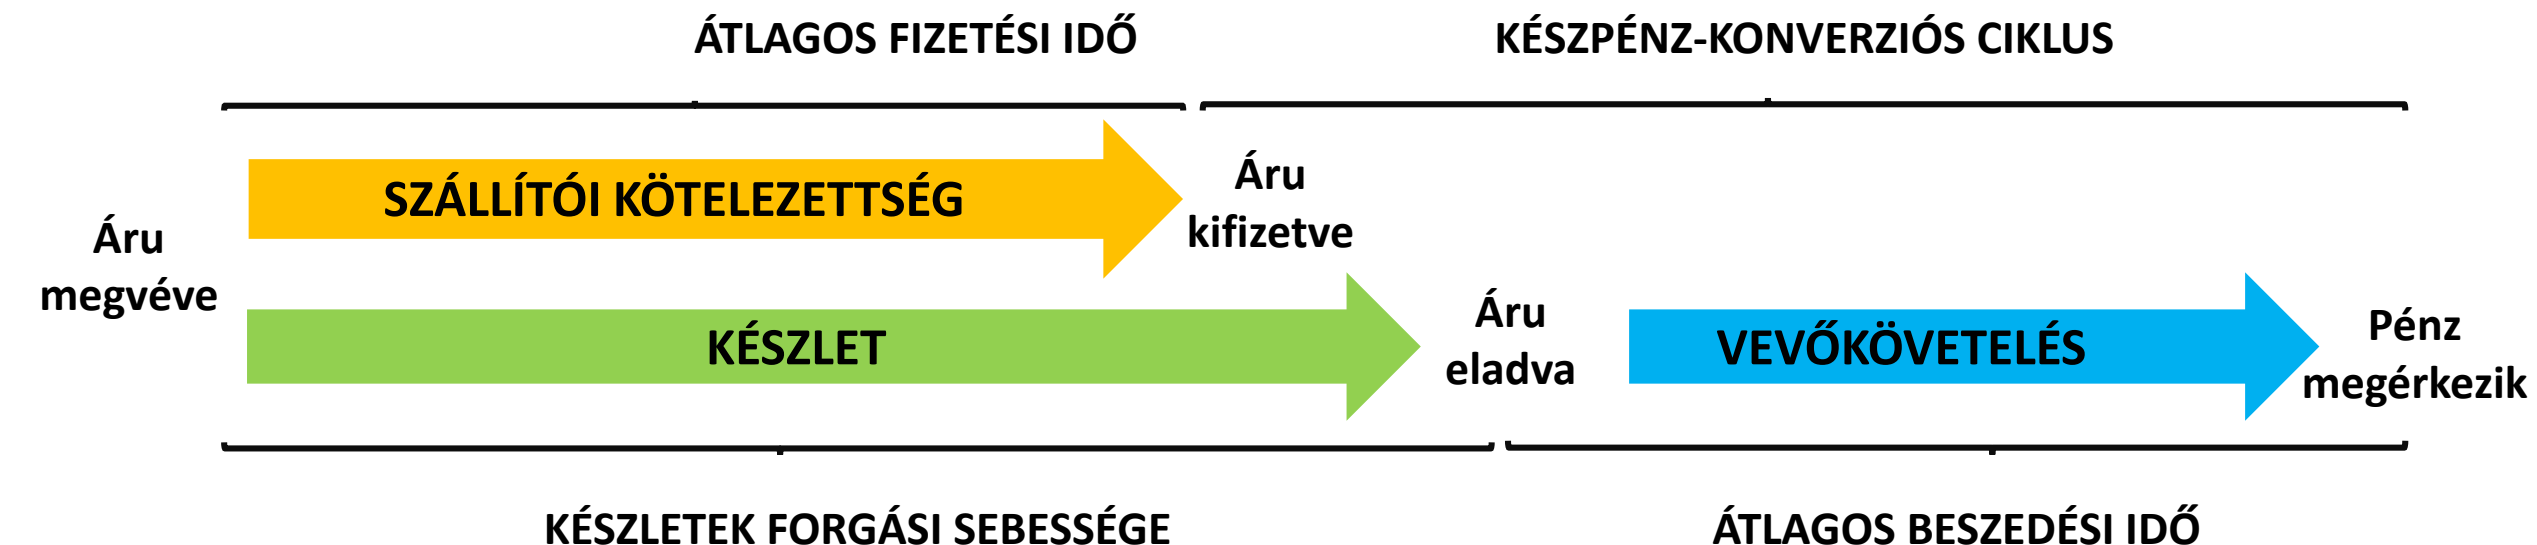 ÁTLAGOS FIZETÉSI IDŐ
KÉSZPÉNZ-KONVERZIÓS CIKLUS
Áru
megvéve
SZÁLLÍTÓI KÖTELEZETTSÉG
Áru
kifizetve
KÉSZLET
Áru
eladva
VEVŐKÖVETELÉS
Pénz
megérkezik
KÉSZLETEK FORGÁSI SEBESSÉGE
ÁTLAGOS BESZEDÉSI IDŐ